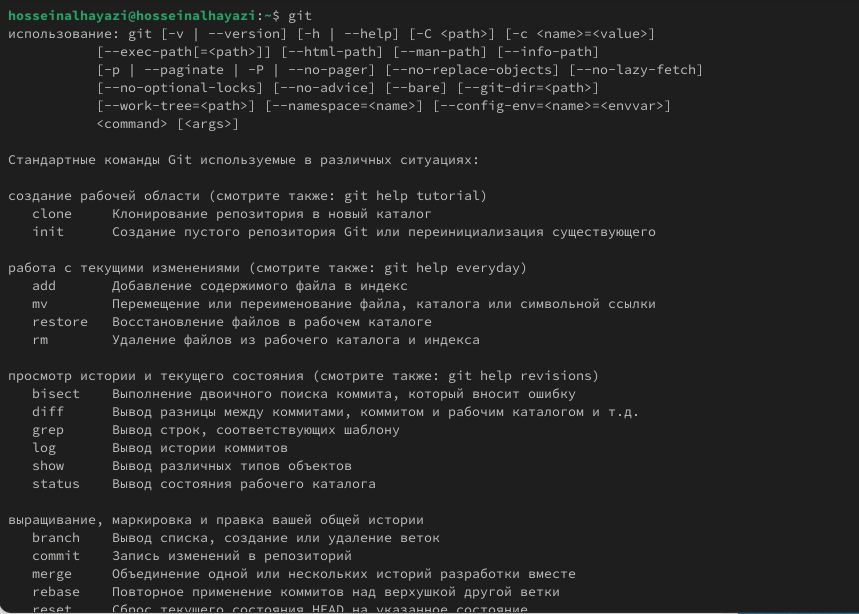 hosseinalhayazi@hosseinalhayazi:~$ git
использование: git [-v | --version] [-h | --help] [-C <path>] [-c <name>=<value>]
           [--exec-path[=<path>]] [--html-path] [--man-path] [--info-path]
           [-p | --paginate | -P | --no-pager] [--no-replace-objects] [--no-lazy-fetch]
           [--no-optional-locks] [--no-advice] [--bare] [--git-dir=<path>]
           [--work-tree=<path>] [--namespace=<name>] [--config-env=<name>=<envvar>]
           <command> [<args>]

Стандартные команды Git используемые в различных ситуациях:

создание рабочей области (смотрите также: git help tutorial)
   clone     Клонирование репозитория в новый каталог
   init      Создание пустого репозитория Git или переинициализация существующего

работа с текущими изменениями (смотрите также: git help everyday)
   add       Добавление содержимого файла в индекс
   mv        Перемещение или переименование файла, каталога или символьной ссылки
   restore   Восстановление файлов в рабочем каталоге
   rm        Удаление файлов из рабочего каталога и индекса

просмотр истории и текущего состояния (смотрите также: git help revisions)
   bisect    Выполнение двоичного поиска коммита, который вносит ошибку
   diff      Вывод разницы между коммитами, коммитом и рабочим каталогом и т.д.
   grep      Вывод строк, соответствующих шаблону
   log       Вывод истории коммитов
   show      Вывод различных типов объектов
   status    Вывод состояния рабочего каталога

выращивание, маркировка и правка вашей общей истории
   branch    Вывод списка, создание или удаление веток
   commit    Запись изменений в репозиторий
   merge     Объединение одной или нескольких историй разработки вместе
   rebase    Повторное применение коммитов над верхушкой другой ветки
   reset     Сброс текущего состояния HEAD на указанное состояние